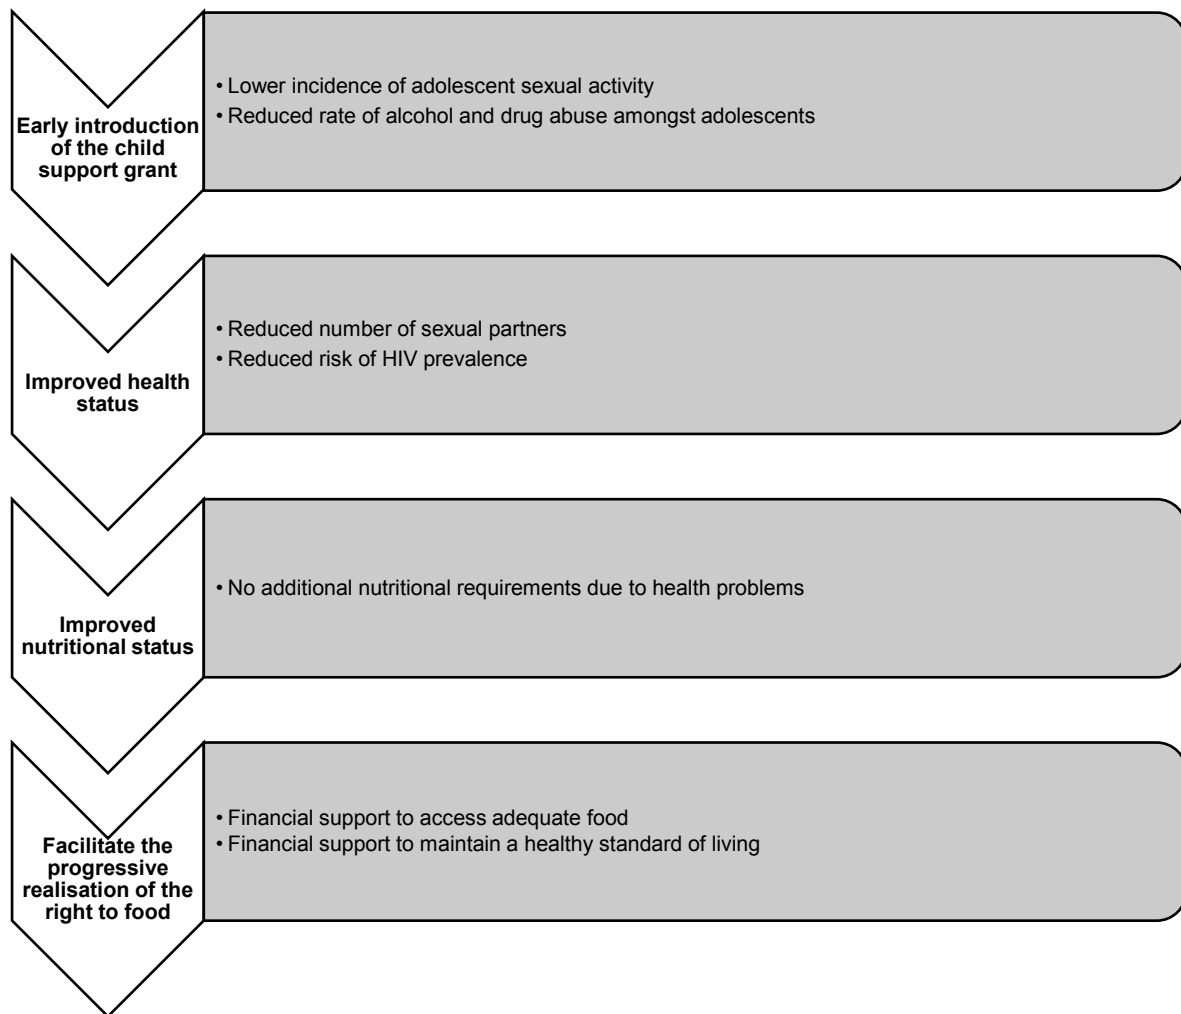 Early introduction
of the child
support grant
• Lower incidence of adolescent sexual activity
• Reduced rate of alcohol and drug abuse amongst adolescents
Improved health
status
• Reduced number of sexual partners
• Reduced risk of HIV prevalence
Improved
nutritional status
• No additional nutritional requirements due to health problems
Facilitate the
progressive
realisation of the
right to food
• Financial support to access adequate food
• Financial support to maintain a healthy standard of living